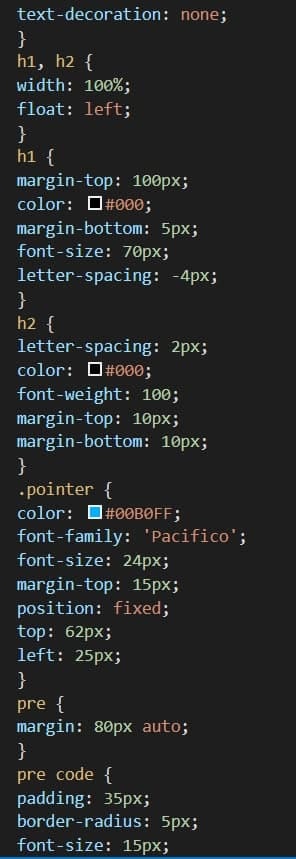 text-decoration: none;
}
h1, h2 {
width: 100%;
float: left;
}
h1 {
margin-top: 100px;
color: #000;
margin-bottom: 5px;
font-size: 70px;
letter-spacing: -4px;
}
h2 {
letter-spacing: 2px;
color: #000;
font-weight: 100;
margin-top: 10px;
margin-bottom: 10px;
}
.pointer {
color: #00B0FF;
font-family: 'Pacifico';
font-size: 24px;
margin-top: 15px;
position: fixed;
top: 62px;
left: 25px;
}
pre {
margin: 80px auto;
}
pre code {
padding: 35px;
border-radius: 5px;
font-size: 15px;